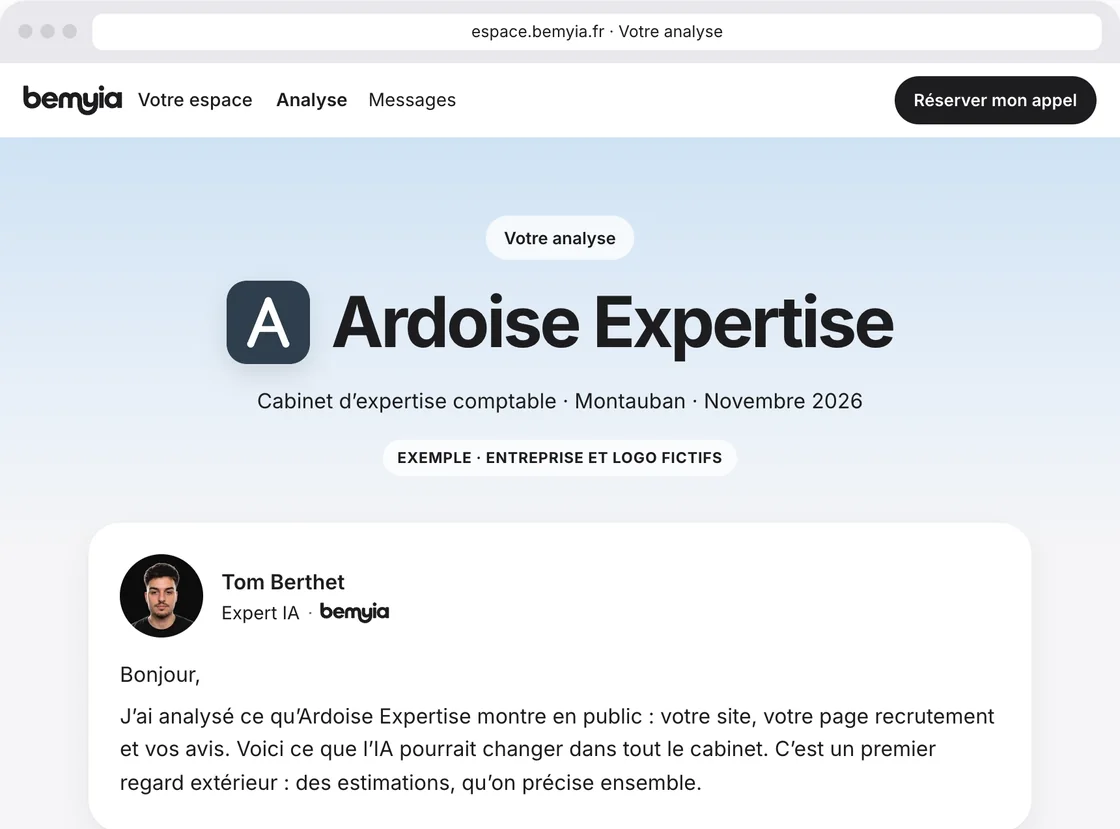 espace.bemyia.fr · Votre analyse
bemyia Votre espace Analyse Messages Réserver mon appel
Votre analyse
A Ardoise Expertise
Cabinet d’expertise comptable · Montauban · Novembre 2026
EXEMPLE · ENTREPRISE ET LOGO FICTIFS
Tom Berthet
Expert IA · bemyia
Bonjour,
J’ai analysé ce qu’Ardoise Expertise montre en public : votre site, votre page recrutement
et vos avis. Voici ce que l’IA pourrait changer dans tout le cabinet. C’est un premier
regard extérieur : des estimations, qu’on précise ensemble.